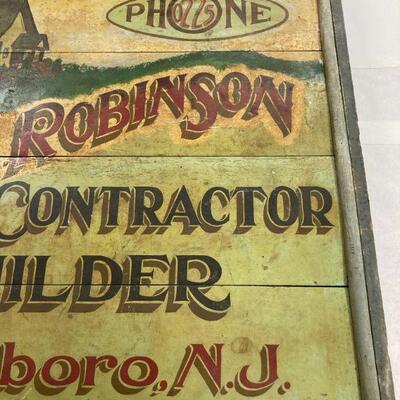 PHONE
ROBINSON
CONTRACTOR
ILDER
boro, N.J.